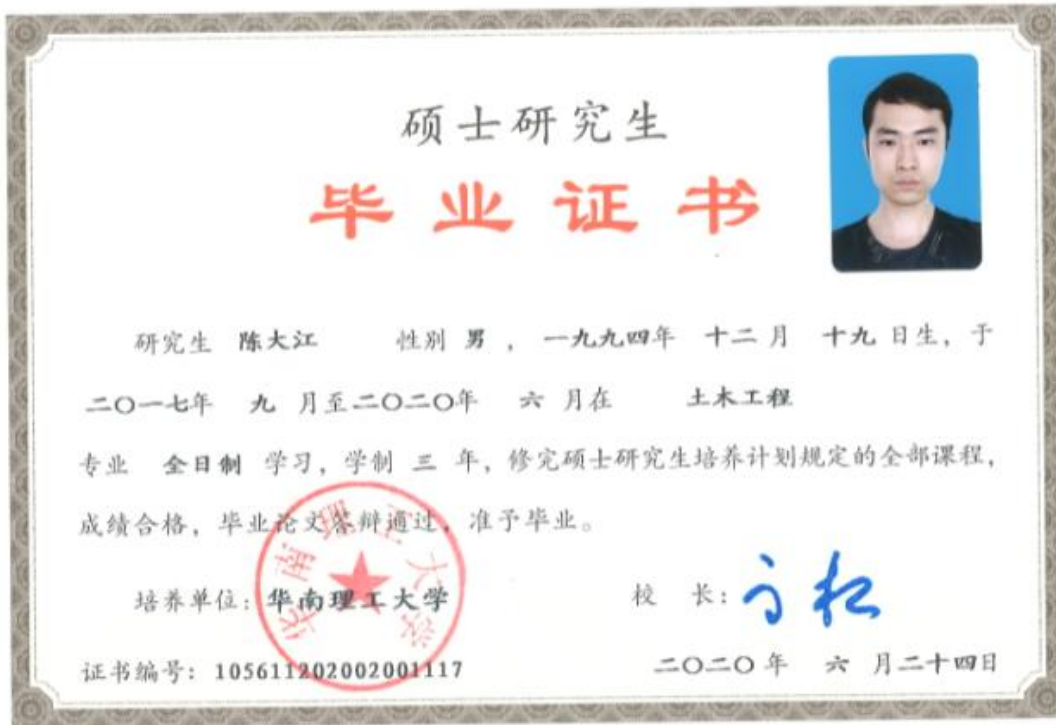 硕士研究生
毕业证书
研究生 陈大江 性别 男 ，一九九四年 十二 月 十九 日生，于
二〇一七年 九 月至二〇二〇年 六 月在 土木工程
专业 全日制 学习，学制 三 年，修完硕士研究生培养计划规定的全部课程，
成绩合格，毕业论文答辩通过，准予毕业。
华南理工大学
培养单位：华南理工大学 校 长：
证书编号：105611202002001117 二〇二〇 年 六 月二十四日